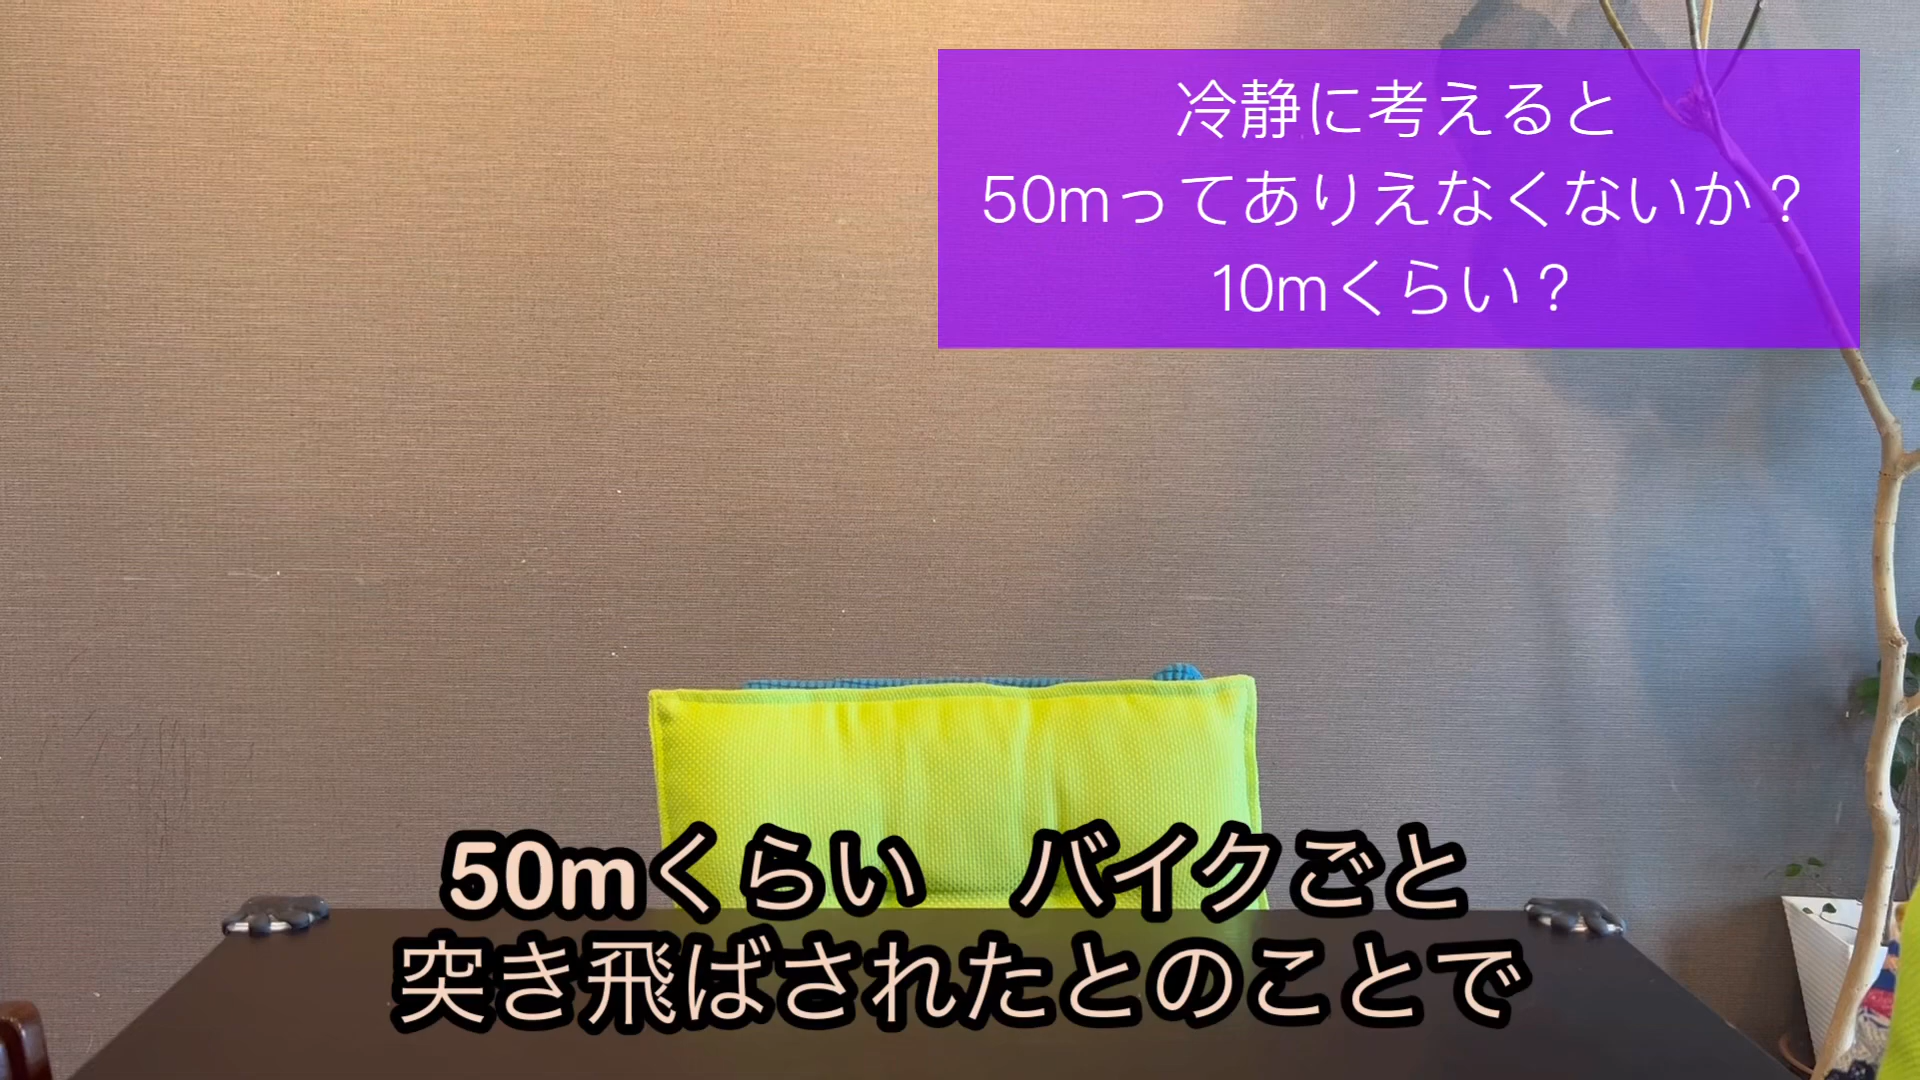 冷静に考えると
50mってありえなくないか？
10mくらい？
50mくらい　バイクごと
突き飛ばされたとのことで